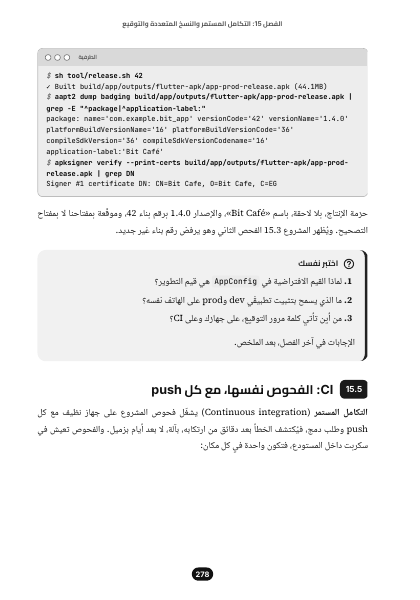 الفصل 15: التكامل المستمر والنسخ المتعددة والتوقيع
الطرفية
$ sh tool/release.sh 42
✓ Built build/app/outputs/flutter-apk/app-prod-release.apk (44.1MB)
$ aapt2 dump badging build/app/outputs/flutter-apk/app-prod-release.apk |
grep -E "^package|^application-label:"
package: name='com.example.bit_app' versionCode='42' versionName='1.4.0'
platformBuildVersionName='16' platformBuildVersionCode='36'
compileSdkVersion='36' compileSdkVersionCodename='16'
application-label:'Bit Café'
$ apksigner verify --print-certs build/app/outputs/flutter-apk/app-prod-
release.apk | grep DN
Signer #1 certificate DN: CN=Bit Cafe, O=Bit Cafe, C=EG
حزمة الإنتاج، بلا لاحقة، باسم «Bit Café»، والإصدار 1.4.0 برقم بناء 42، وموقَّعة بمفتاحنا لا بمفتاح
التصحيح. ويُظهر المشروع 15.3 الفحص الثاني وهو يرفض رقم بناء غير جديد.
اختبر نفسك
1. لماذا القيم الافتراضية في AppConfig هي قيم التطوير؟
2. ما الذي يسمح بتثبيت تطبيقَي dev وprod على الهاتف نفسه؟
3. من أين تأتي كلمة مرور التوقيع، على جهازك وعلى CI؟
الإجابات في آخر الفصل، بعد الملخص.
15.5 CI: الفحوص نفسها، مع كل push
التكامل المستمر (Continuous integration) يشغّل فحوص المشروع على جهاز نظيف مع كل
push وطلب دمج، فيُكتشف الخطأ بعد دقائق من ارتكابه، بآلة، لا بعد أيام بزميل. والفحوص تعيش في
سكربت داخل المستودع، فتكون واحدة في كل مكان:
278